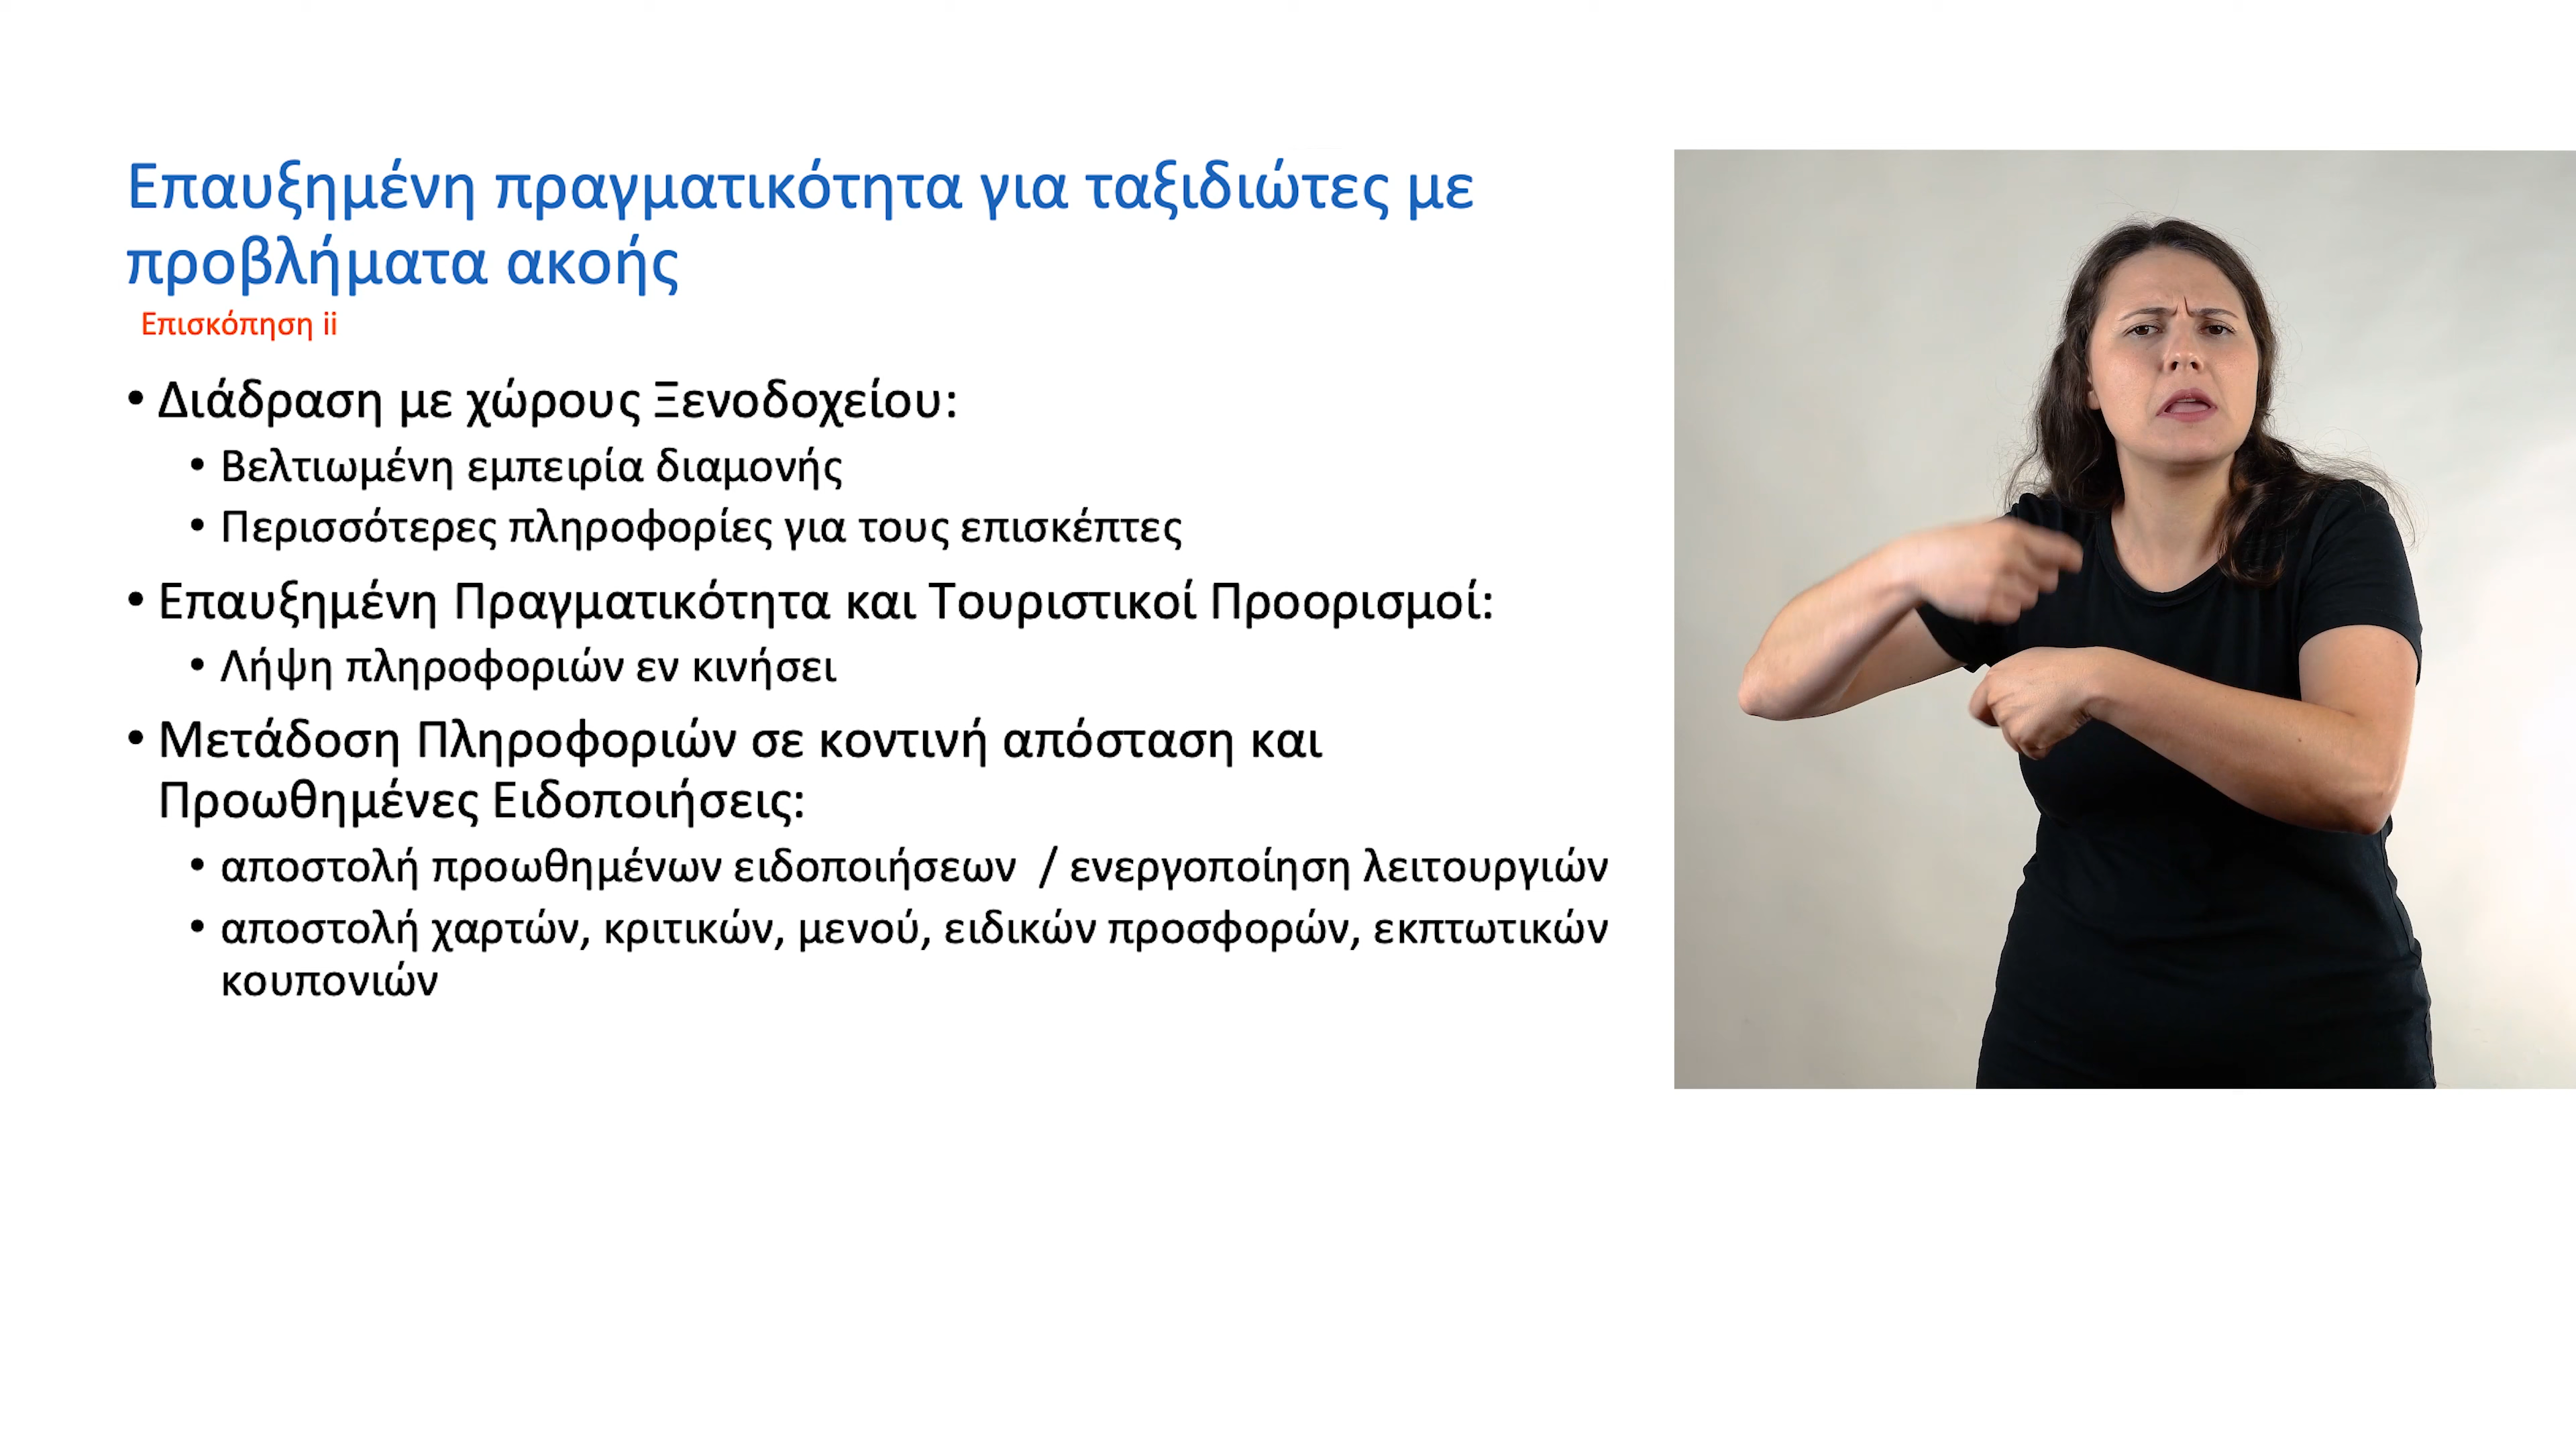 Επαυξημένη πραγματικότητα για ταξιδιώτες με
προβλήματα ακοής
Επισκόπηση ii
• Διάδραση με χώρους Ξενοδοχείου:
• Βελτιωμένη εμπειρία διαμονής
• Περισσότερες πληροφορίες για τους επισκέπτες
• Επαυξημένη Πραγματικότητα και Τουριστικοί Προορισμοί:
• Λήψη πληροφοριών εν κινήσει
• Μετάδοση Πληροφοριών σε κοντινή απόσταση και
Προωθημένες Ειδοποιήσεις:
• αποστολή προωθημένων ειδοποιήσεων / ενεργοποίηση λειτουργιών
• αποστολή χαρτών, κριτικών, μενού, ειδικών προσφορών, εκπτωτικών
κουπονιών